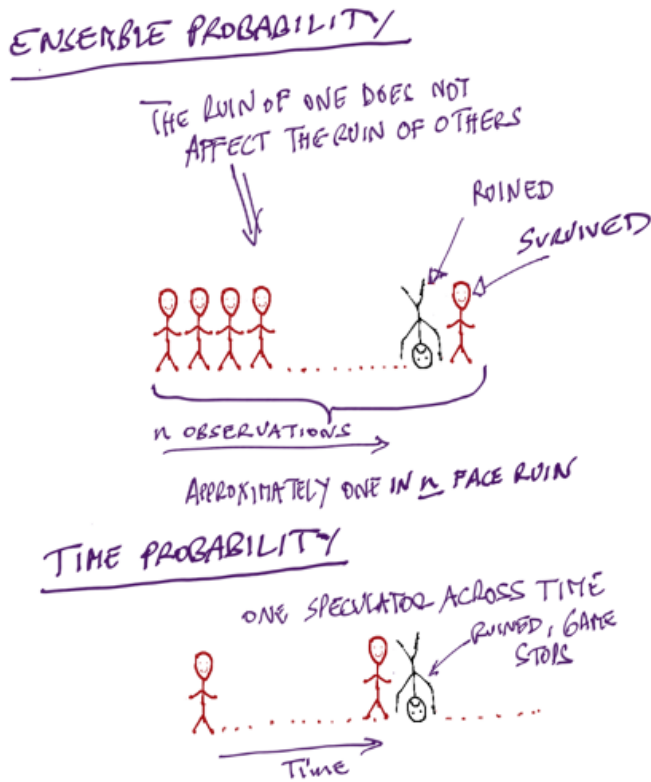 ENSEMBLE PROBABILITY
THE RUIN OF ONE DOES NOT
AFFECT THE RUIN OF OTHERS
RUINED
SURVIVED
n OBSERVATIONS
APPROXIMATELY ONE IN n FACE RUIN
TIME PROBABILITY
ONE SPECULATOR ACROSS TIME
RUINED, GAME
STOPS
Time